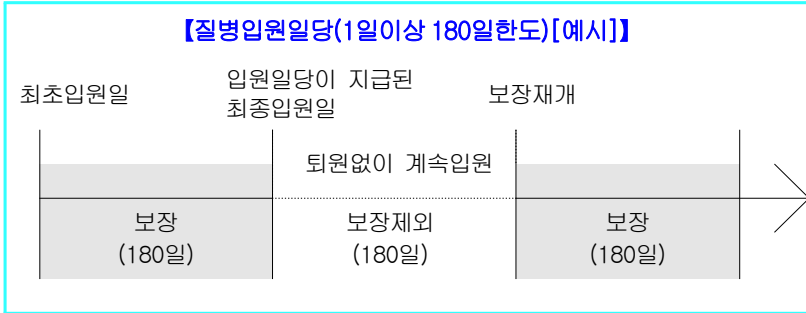 【질병입원일당(1일이상 180일한도)[예시]】
최초입원일
입원일당이 지급된
최종입원일
보장재개
퇴원없이 계속입원
보장
(180일)
보장제외
(180일)
보장
(180일)